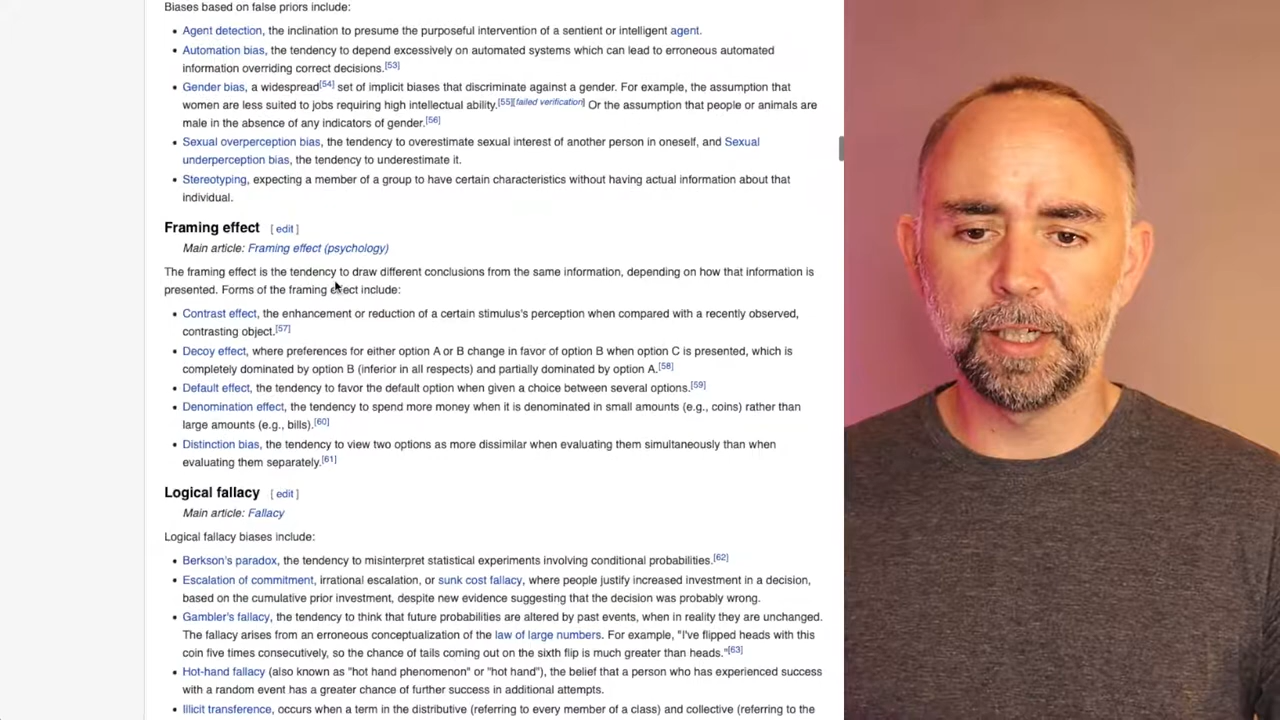 Biases based on false priors include:
• Agent detection, the inclination to presume the purposeful intervention of a sentient or intelligent agent.
• Automation bias, the tendency to depend excessively on automated systems which can lead to erroneous automated
information overriding correct decisions.[53]
• Gender bias, a widespread[54] set of implicit biases that discriminate against a gender. For example, the assumption that
women are less suited to jobs requiring high intellectual ability.[55][failed verification] Or the assumption that people or animals are
male in the absence of any indicators of gender.[56]
• Sexual overperception bias, the tendency to overestimate sexual interest of another person in oneself, and Sexual
underperception bias, the tendency to underestimate it.
• Stereotyping, expecting a member of a group to have certain characteristics without having actual information about that
individual.
Framing effect [ edit ]
Main article: Framing effect (psychology)
The framing effect is the tendency to draw different conclusions from the same information, depending on how that information is
presented. Forms of the framing effect include:
• Contrast effect, the enhancement or reduction of a certain stimulus's perception when compared with a recently observed,
contrasting object.[57]
• Decoy effect, where preferences for either option A or B change in favor of option B when option C is presented, which is
completely dominated by option B (inferior in all respects) and partially dominated by option A.[58]
• Default effect, the tendency to favor the default option when given a choice between several options.[59]
• Denomination effect, the tendency to spend more money when it is denominated in small amounts (e.g., coins) rather than
large amounts (e.g., bills).[60]
• Distinction bias, the tendency to view two options as more dissimilar when evaluating them simultaneously than when
evaluating them separately.[61]
Logical fallacy [ edit ]
Main article: Fallacy
Logical fallacy biases include:
• Berkson's paradox, the tendency to misinterpret statistical experiments involving conditional probabilities.[62]
• Escalation of commitment, irrational escalation, or sunk cost fallacy, where people justify increased investment in a decision,
based on the cumulative prior investment, despite new evidence suggesting that the decision was probably wrong.
• Gambler's fallacy, the tendency to think that future probabilities are altered by past events, when in reality they are unchanged.
The fallacy arises from an erroneous conceptualization of the law of large numbers. For example, "I've flipped heads with this
coin five times consecutively, so the chance of tails coming out on the sixth flip is much greater than heads."[63]
• Hot-hand fallacy (also known as "hot hand phenomenon" or "hot hand"), the belief that a person who has experienced success
with a random event has a greater chance of further success in additional attempts.
• Illicit transference, occurs when a term in the distributive (referring to every member of a class) and collective (referring to the